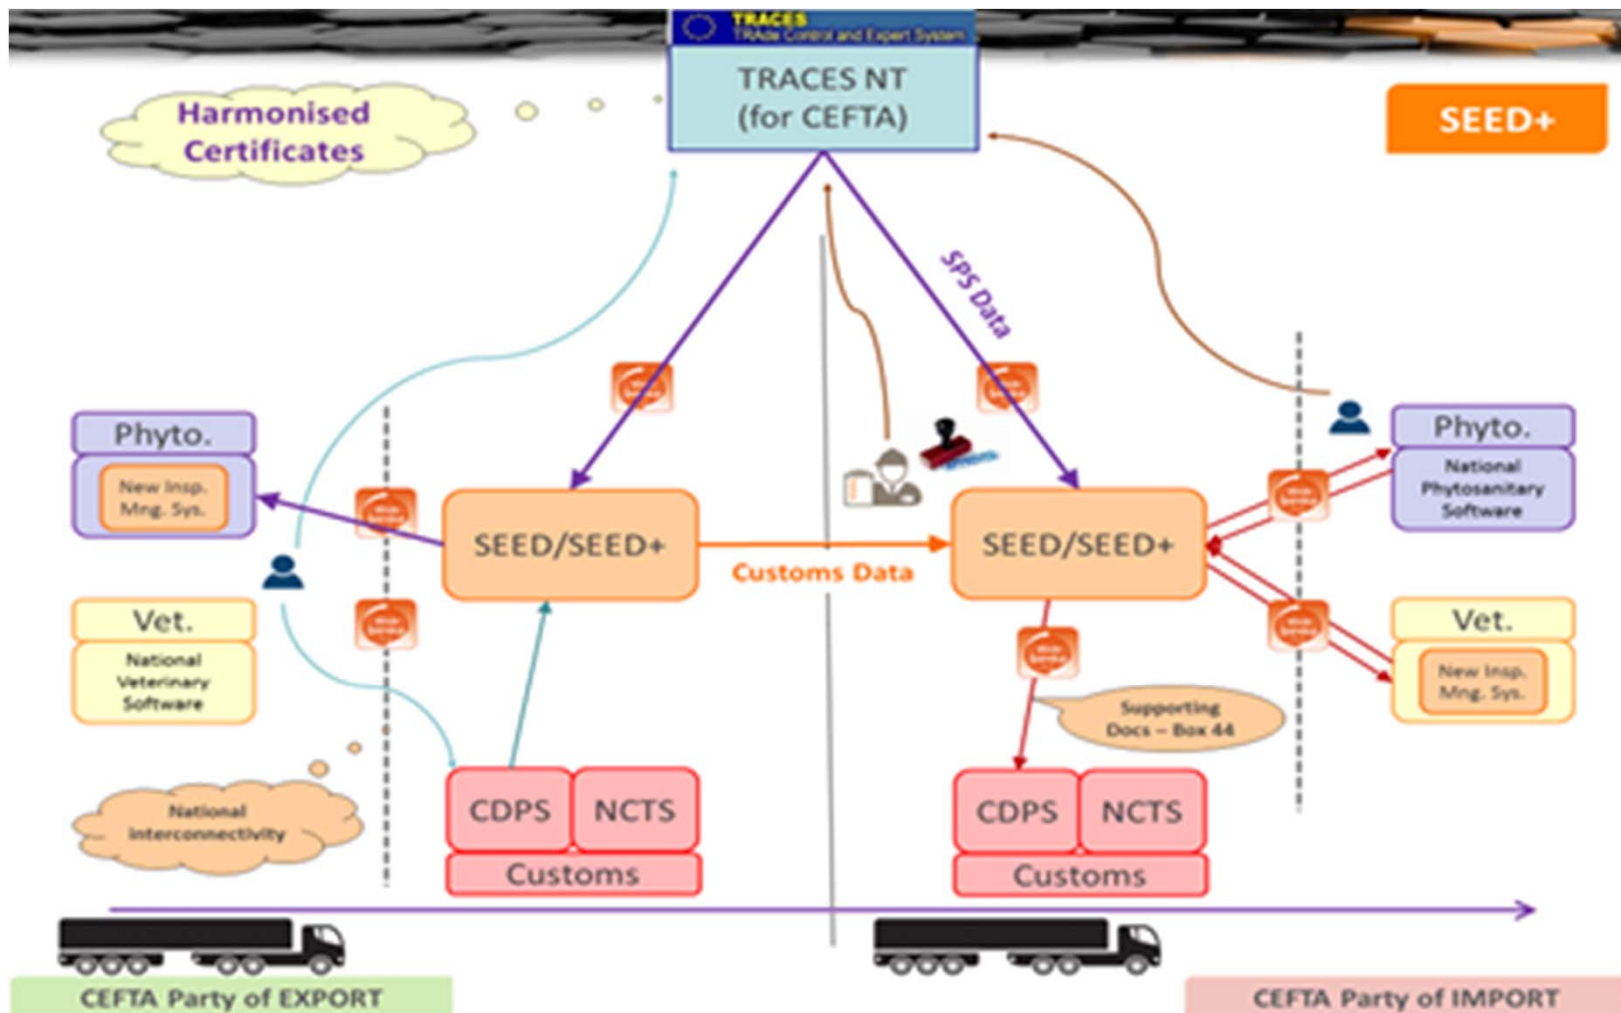 TRACES
TRAde Control and Expert System
TRACES NT
(for CEFTA)
Harmonised
Certificates
SEED+
SPS Data
Phyto.
New Insp.
Mng. Sys.
Phyto.
National
Phytosanitary
Software
SEED/SEED+
Customs Data
SEED/SEED+
Vet.
National
Veterinary
Software
Vet.
New Insp.
Mng. Sys.
Supporting
Docs – Box 44
National
interconnectivity
CDPS
NCTS
Customs
CDPS
NCTS
Customs
CEFTA Party of EXPORT
CEFTA Party of IMPORT